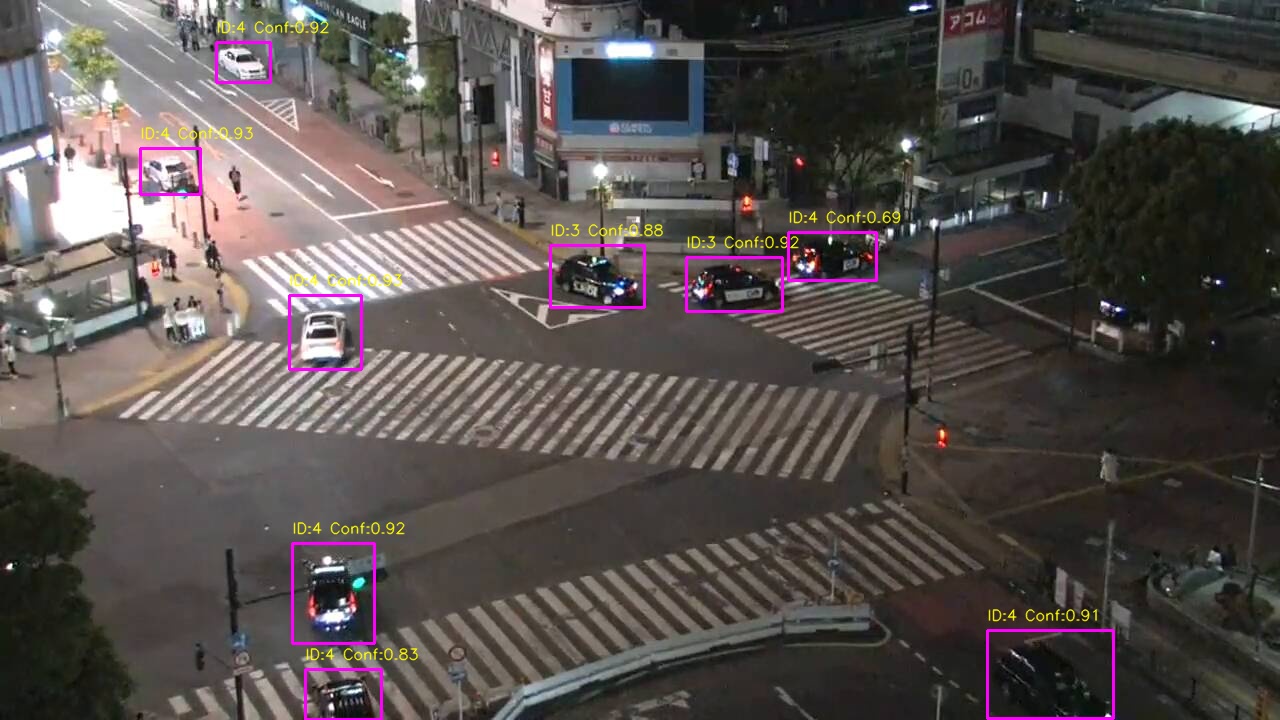 AMERICAN EAGLE
ID:4 Conf:0.92
アコム
ID:4 Conf:0.93
ID:4 Conf:0.69
ID:3 Conf:0.88
ID:3 Conf:0.92
ID:4 Conf:0.93
ID:4 Conf:0.92
ID:4 Conf:0.91
ID:4 Conf:0.83